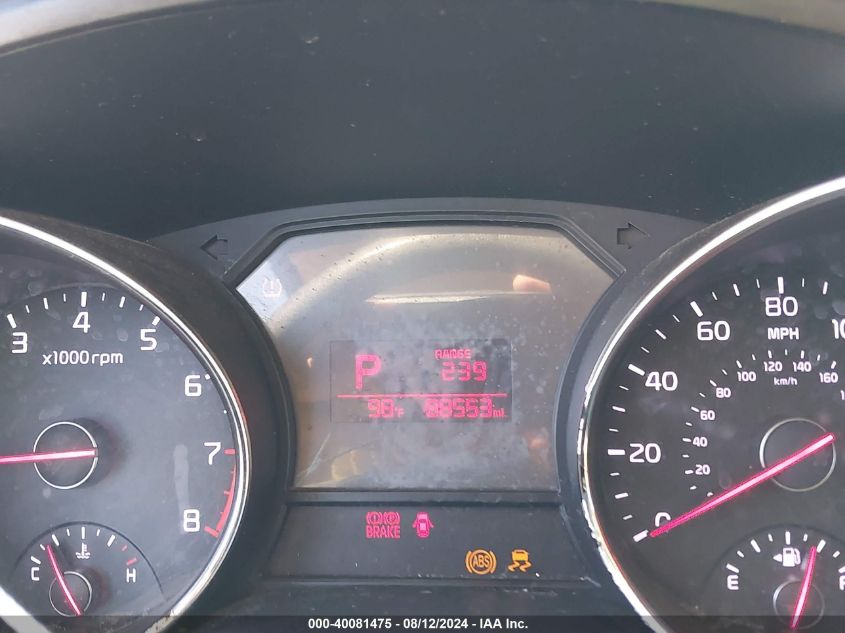 3 4 5 6 7 8
x1000rpm
C H
P RANGE
239
98°F 88553mi
BRAKE
ABS
0 20 40 60 80
MPH
20 40 60 80 100 120 140 160
km/h
E
000-40081475 - 08/12/2024 - IAA Inc.